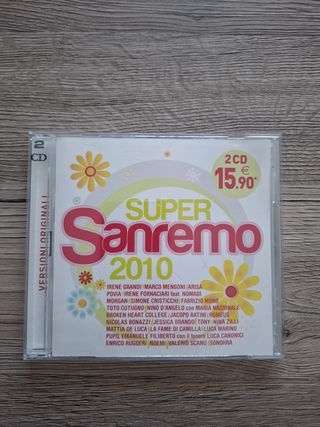 2
CD
VERSIONI ORIGINALI
2 CD
€
15.90*
SUPER
Sanremo
2010
IRENE GRANDI | MARCO MENGONI | ARISA
POVIA | IRENE FORNACIARI feat. NOMADI
MORGAN | SIMONE CRISTICCHI | FABRIZIO MORO
TOTO CUTUGNO | NINO D'ANGELO con MARIA NAZIONALE
BROKEN HEART COLLEGE | JACOPO RATINI | ROMEUS
NICOLAS BONAZZI | JESSICA BRANDO | TONY | NINA ZILLI
MATTIA DE LUCA | LA FAME DI CAMILLA | LUCA MARINO
PUPO, EMANUELE FILIBERTO con il tenore LUCA CANONICI
ENRICO RUGGERI | NOEMI | VALERIO SCANU | SONOHRA